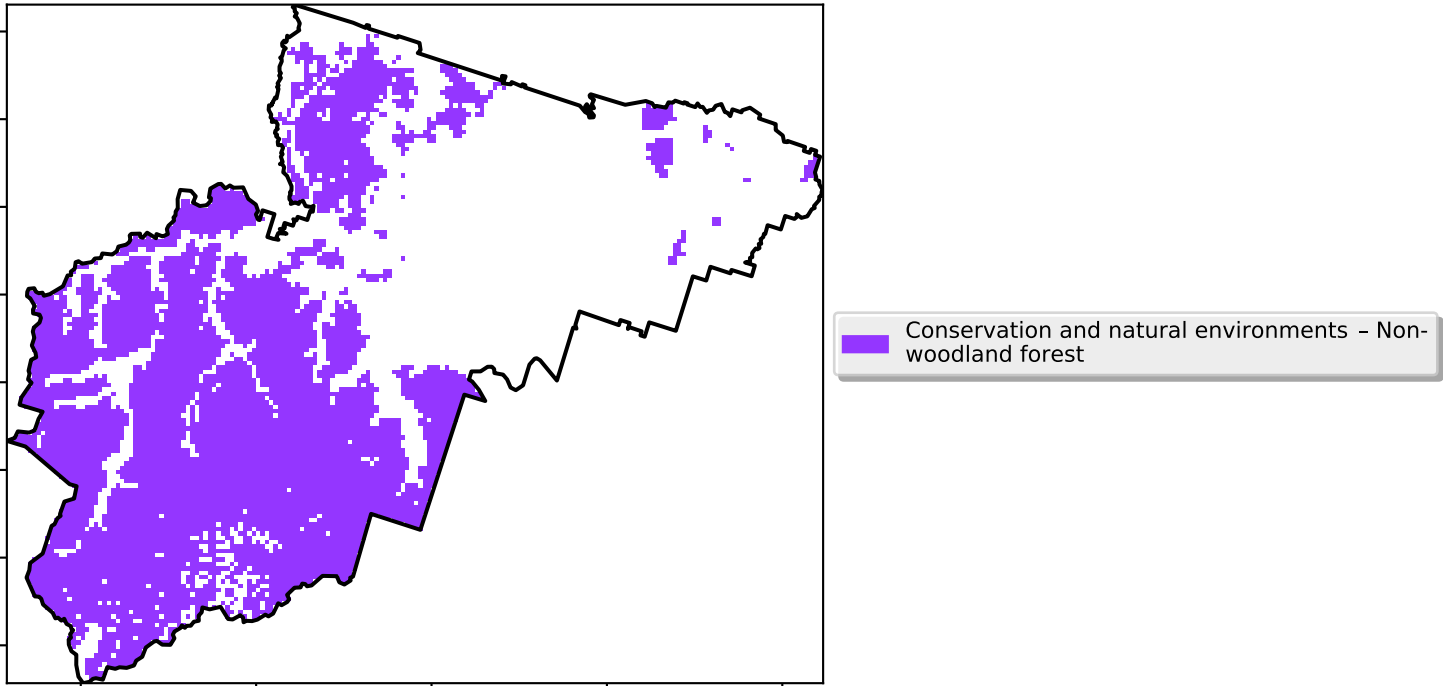 Conservation and natural environments – Non-
woodland forest